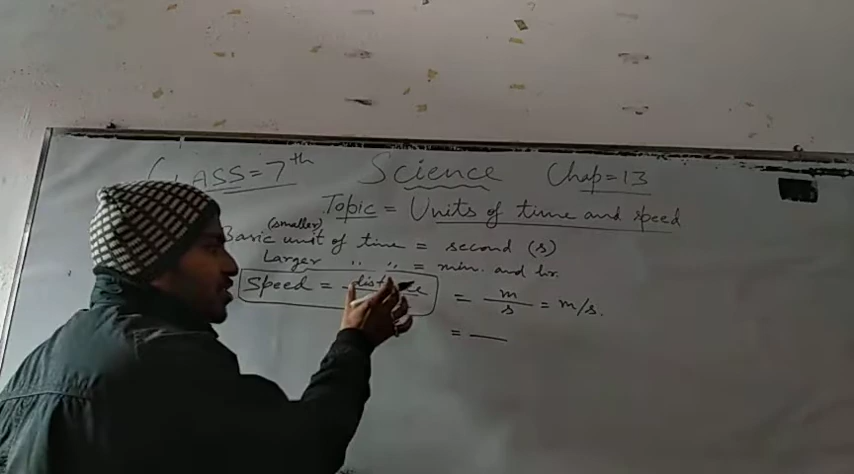 CLASS = 7th Science Chap = 13
Topic = Units of time and speed
(smaller)
Basic unit of time = second (s)
Larger " " = min. and hr.
Speed = = m/s = m/s.
=